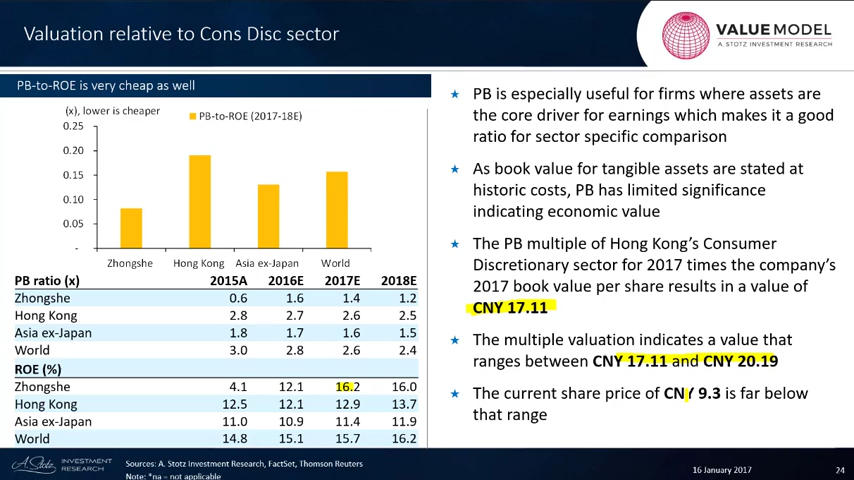 Valuation relative to Cons Disc sector
VALUE MODEL
A. STOTZ INVESTMENT RESEARCH
PB-to-ROE is very cheap as well
(x), lower is cheaper
PB-to-ROE (2017-18E)
0.25
0.20
0.15
0.10
0.05
-
Zhongshe Hong Kong Asia ex-Japan World
PB ratio (x) 2015A 2016E 2017E 2018E
Zhongshe 0.6 1.6 1.4 1.2
Hong Kong 2.8 2.7 2.6 2.5
Asia ex-Japan 1.8 1.7 1.6 1.5
World 3.0 2.8 2.6 2.4
ROE (%)
Zhongshe 4.1 12.1 16.2 16.0
Hong Kong 12.5 12.1 12.9 13.7
Asia ex-Japan 11.0 10.9 11.4 11.9
World 14.8 15.1 15.7 16.2
PB is especially useful for firms where assets are
the core driver for earnings which makes it a good
ratio for sector specific comparison
As book value for tangible assets are stated at
historic costs, PB has limited significance
indicating economic value
The PB multiple of Hong Kong's Consumer
Discretionary sector for 2017 times the company's
2017 book value per share results in a value of
CNY 17.11
The multiple valuation indicates a value that
ranges between CNY 17.11 and CNY 20.19
The current share price of CNY 9.3 is far below
that range
A. Stotz INVESTMENT
RESEARCH
Sources: A. Stotz Investment Research, FactSet, Thomson Reuters
Note: *na = not applicable
16 January 2017
24